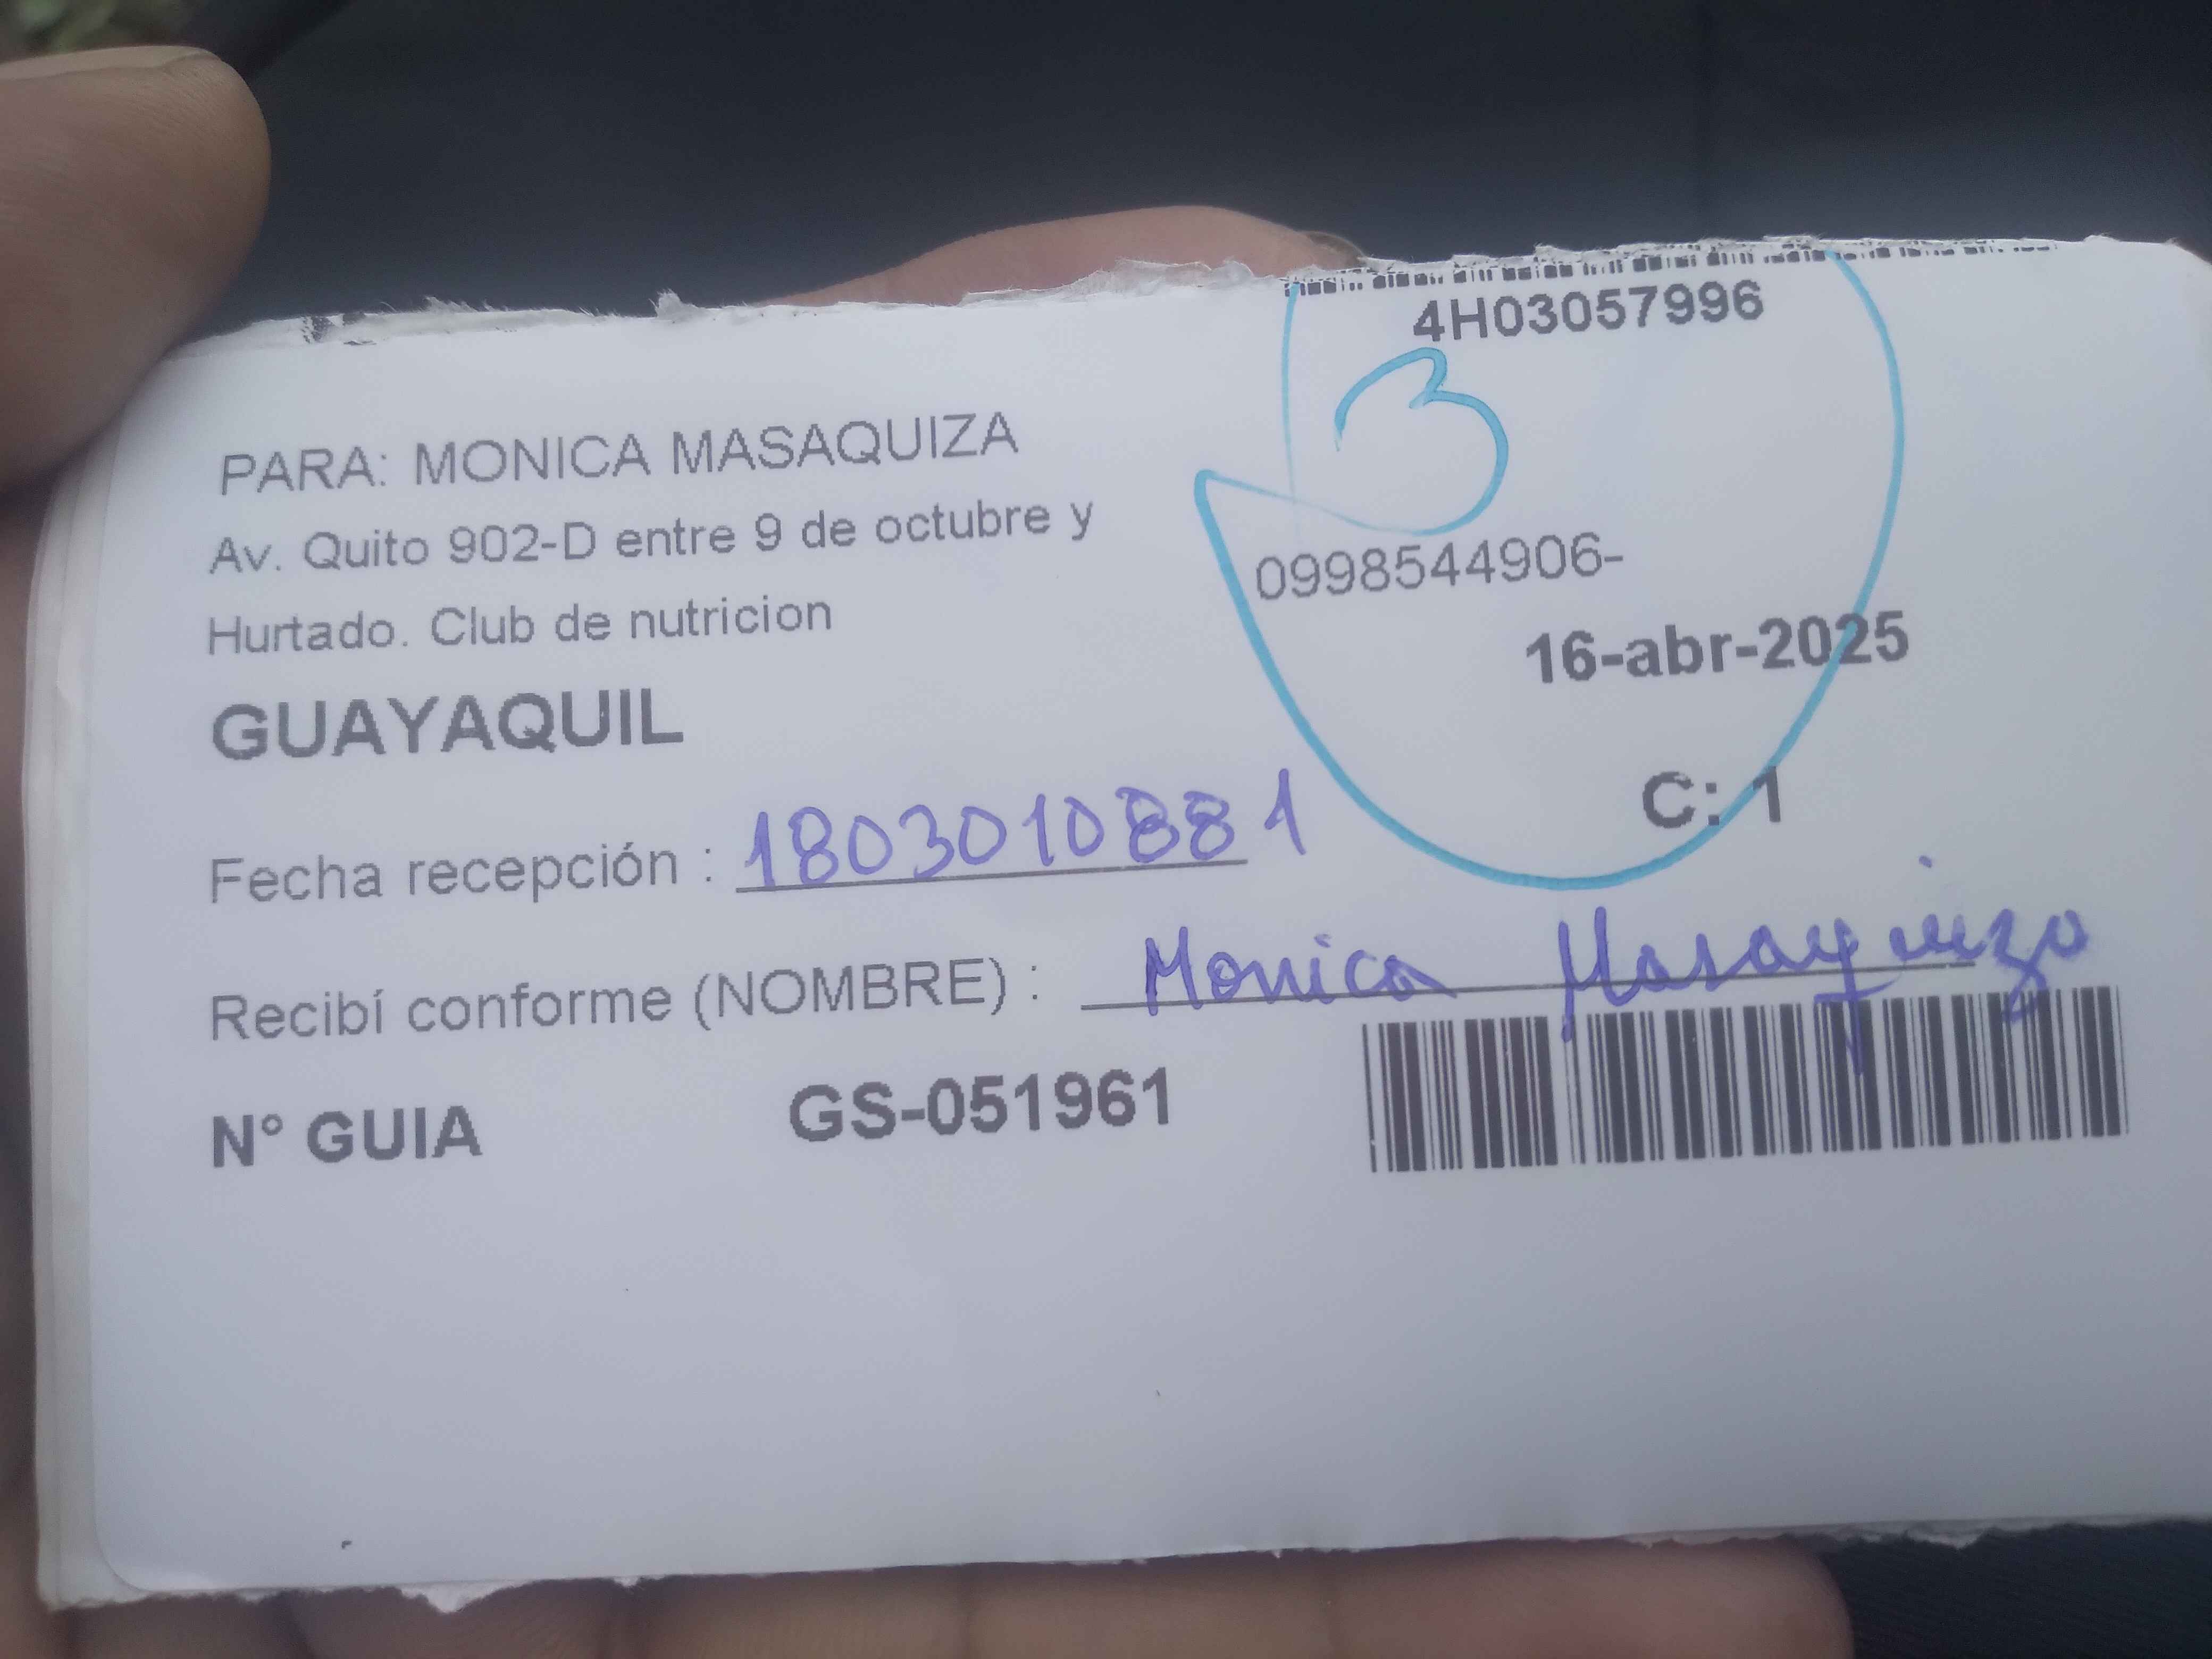 4H03057996
3
PARA: MONICA MASAQUIZA
Av. Quito 902-D entre 9 de octubre y
Hurtado. Club de nutricion
0998544906-
16-abr-2025
GUAYAQUIL
C: 1
Fecha recepción : 1803010881
Recibí conforme (NOMBRE) : Monica Masaquiza
N° GUIA GS-051961